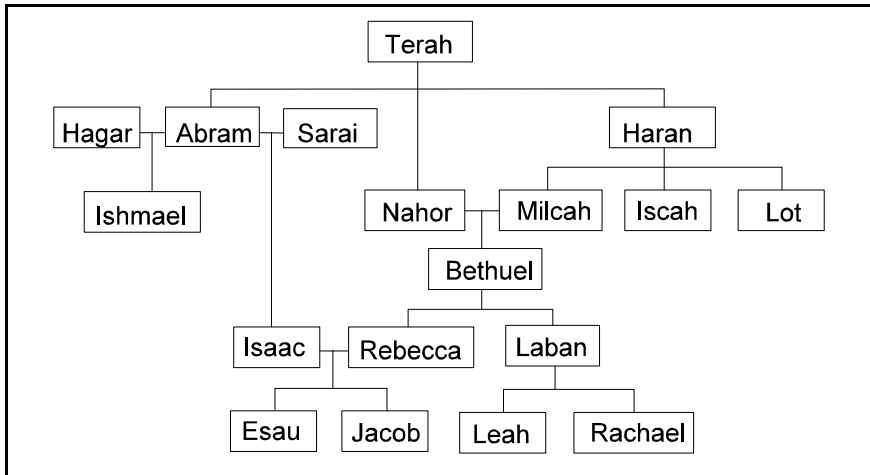 Terah
Hagar
Abram
Sarai
Haran
Ishmael
Nahor
Milcah
Iscah
Lot
Bethuel
Isaac
Rebecca
Laban
Esau
Jacob
Leah
Rachael